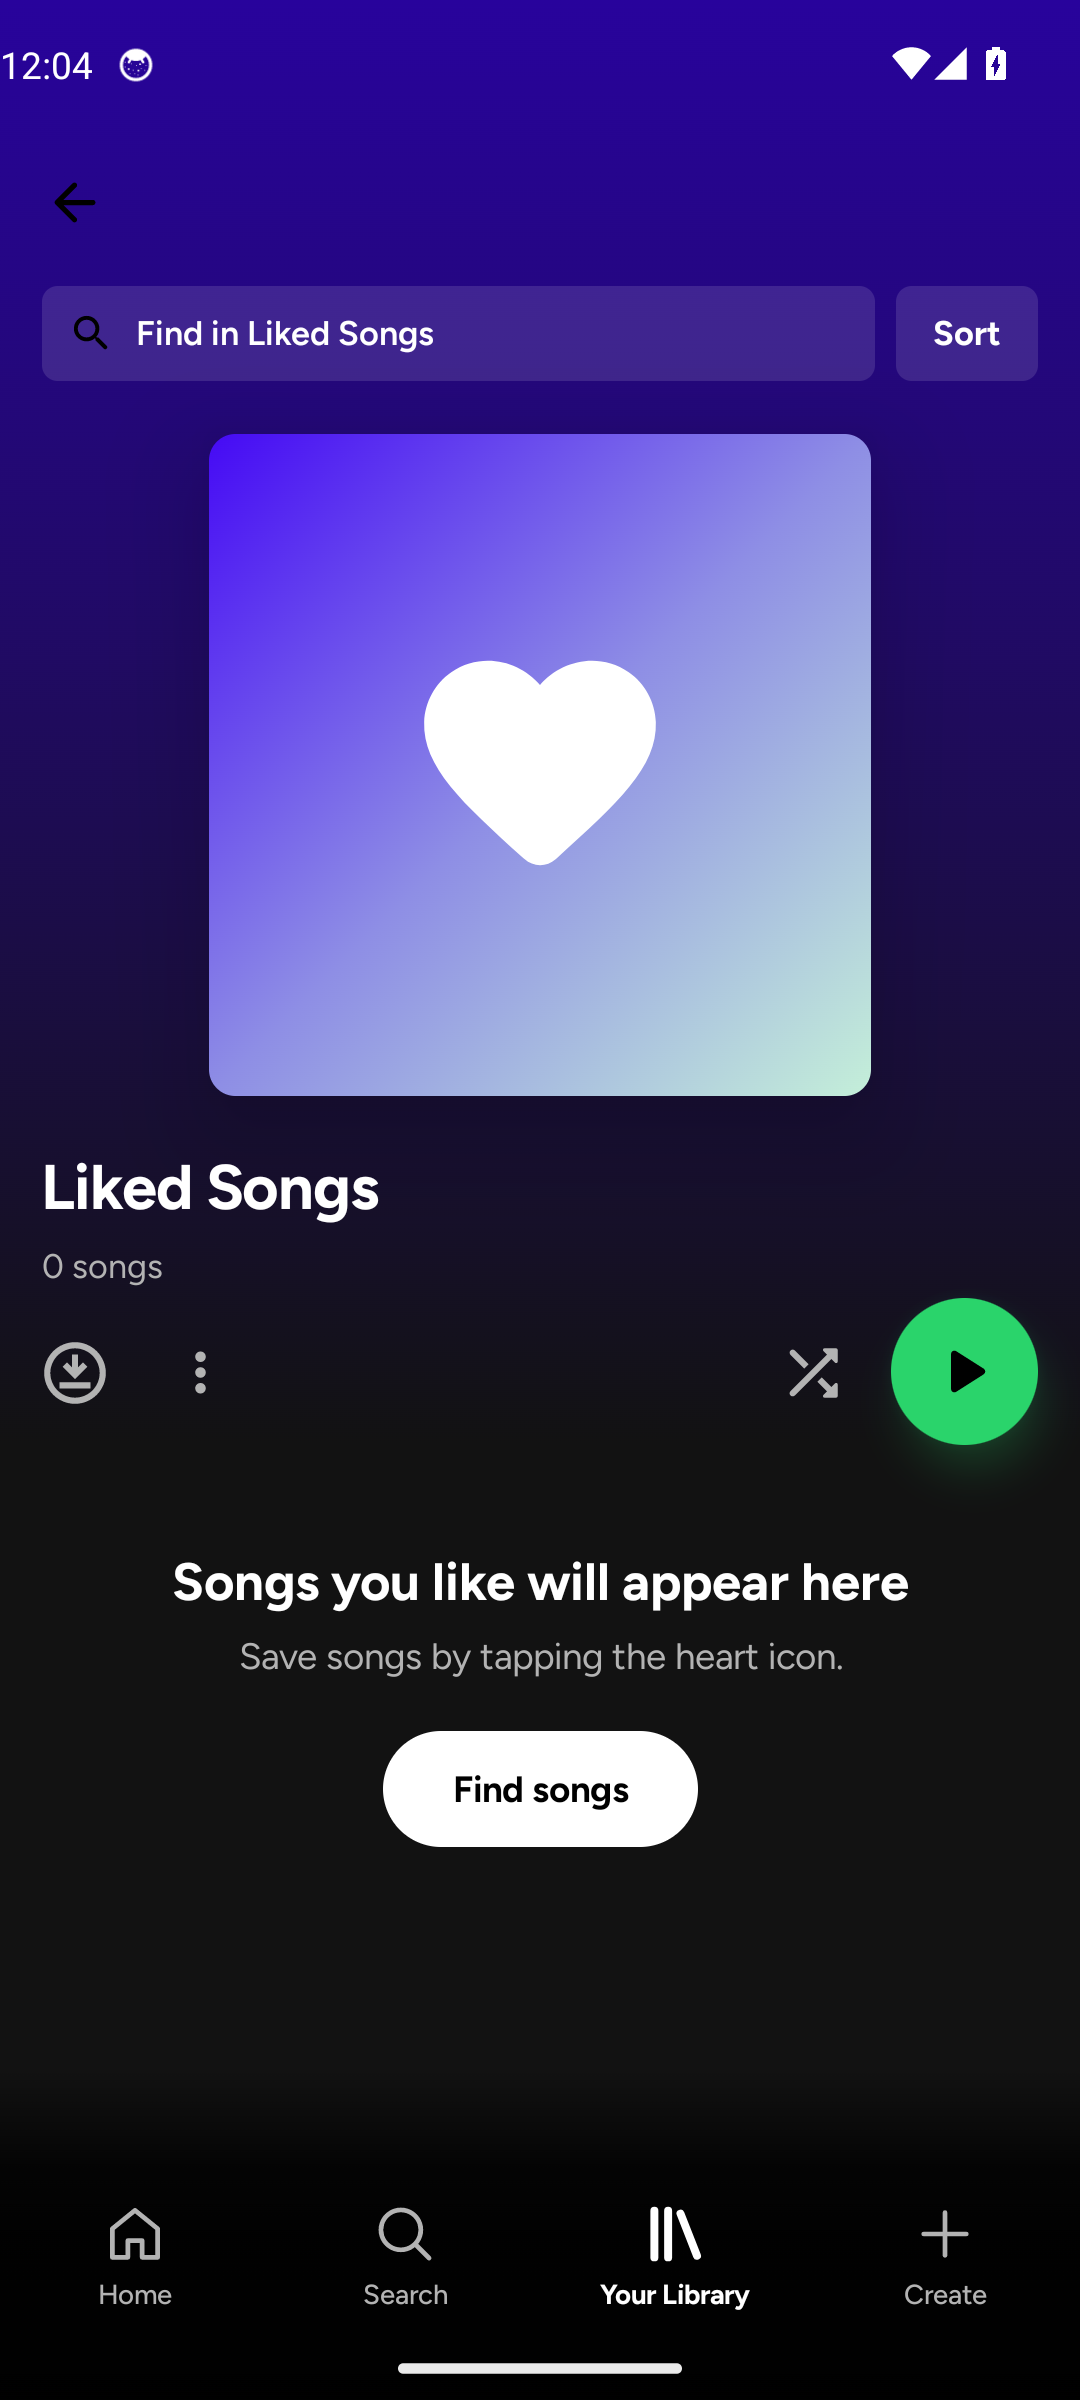 12:04
Find in Liked Songs
Sort
Liked Songs
0 songs
Songs you like will appear here
Save songs by tapping the heart icon.
Find songs
Home
Search
Your Library
Create